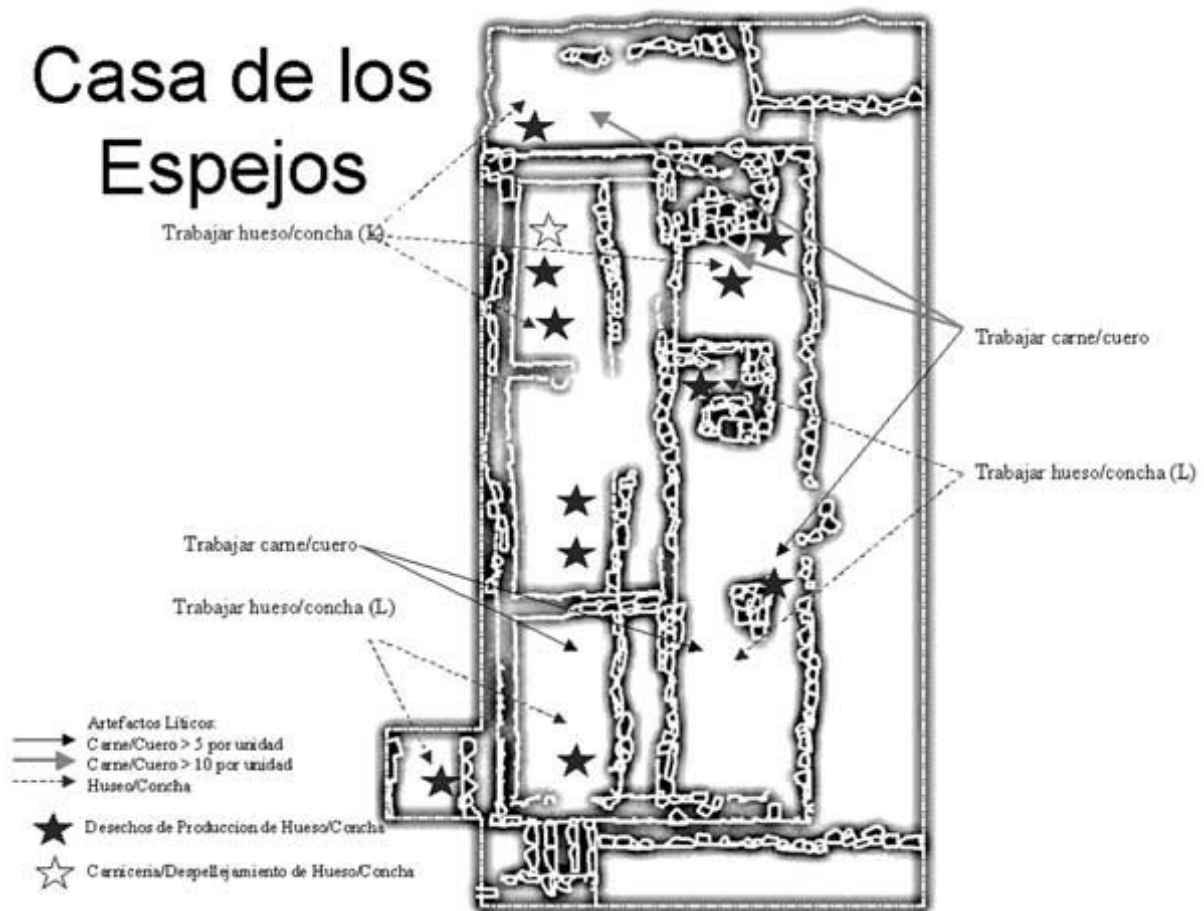 Casa de los
Espejos
Trabajar hueso/concha (K)
Trabajar carne/cuero
Trabajar hueso/concha (L)
Trabajar carne/cuero
Trabajar hueso/concha (L)
Artefactos Líticos:
Carne/Cuero > 5 por unidad
Carne/Cuero > 10 por unidad
Hueso/Concha
Desechos de Produccion de Hueso/Concha
Carniceria/Despellejamiento de Hueso/Concha